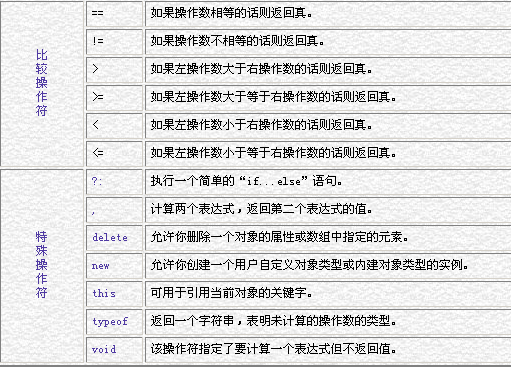 比较操作符
== 如果操作数相等的话则返回真。
!= 如果操作数不相等的话则返回真。
> 如果左操作数大于右操作数的话则返回真。
>= 如果左操作数大于等于右操作数的话则返回真。
< 如果左操作数小于右操作数的话则返回真。
<= 如果左操作数小于等于右操作数的话则返回真。
特殊操作符
?: 执行一个简单的“if...else”语句。
, 计算两个表达式，返回第二个表达式的值。
delete 允许你删除一个对象的属性或数组中指定的元素。
new 允许你创建一个用户自定义对象类型或内建对象类型的实例。
this 可用于引用当前对象的关键字。
typeof 返回一个字符串，表明未计算的操作数的类型。
void 该操作符指定了要计算一个表达式但不返回值。